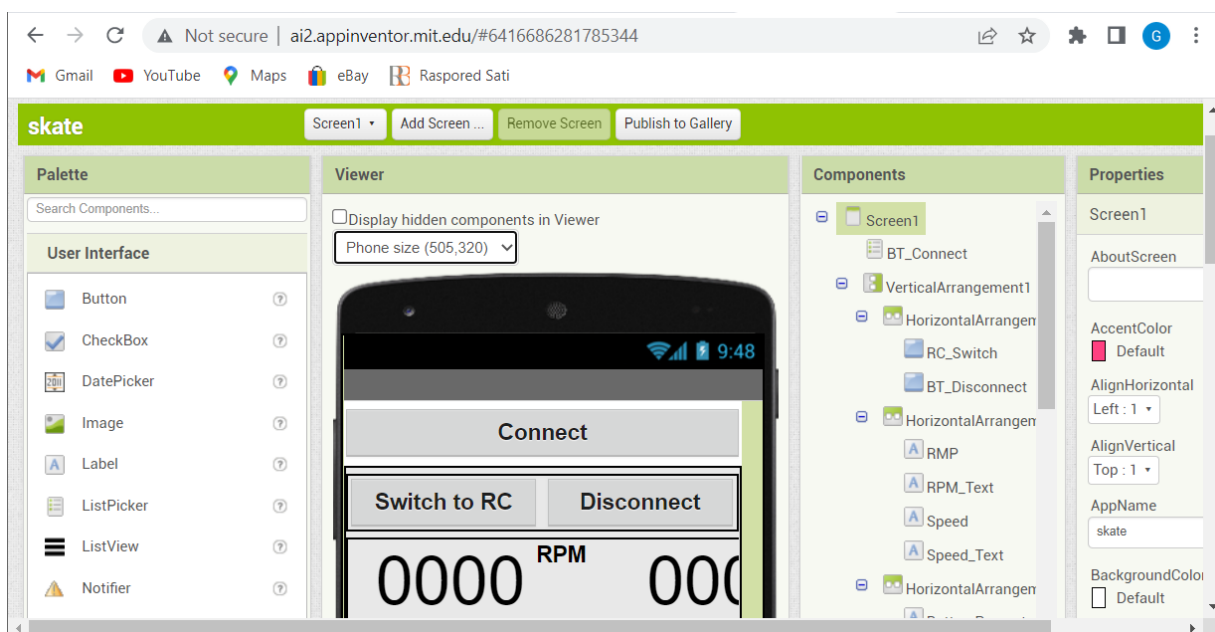 Not secure | ai2.appinventor.mit.edu/#6416686281785344 G
Gmail YouTube Maps eBay Raspored Sati
skate Screen1 Add Screen ... Remove Screen Publish to Gallery
Palette
Search Components...
User Interface
Button ?
CheckBox ?
DatePicker ?
Image ?
Label ?
ListPicker ?
ListView ?
Notifier ?
Viewer
Display hidden components in Viewer
Phone size (505,320)
9:48
Connect
Switch to RC Disconnect
0000 RPM 000
Components
Screen1
BT_Connect
VerticalArrangement1
HorizontalArrangem
RC_Switch
BT_Disconnect
HorizontalArrangem
RMP
RPM_Text
Speed
Speed_Text
HorizontalArrangem
Properties
Screen1
AboutScreen
AccentColor
Default
AlignHorizontal
Left : 1
AlignVertical
Top : 1
AppName
skate
BackgroundColor
Default